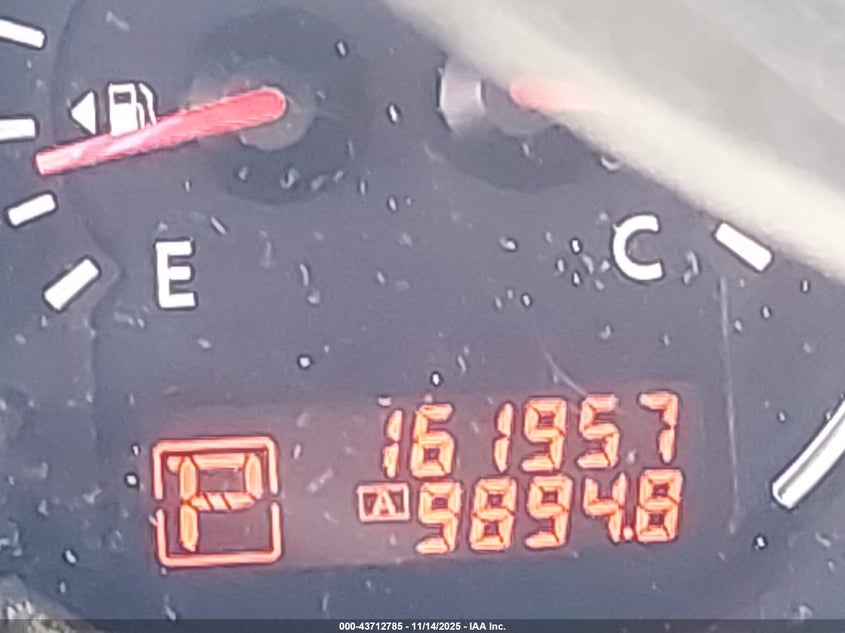 E
C
161957
P
A 9894.8
000-43712785 - 11/14/2025 - IAA Inc.